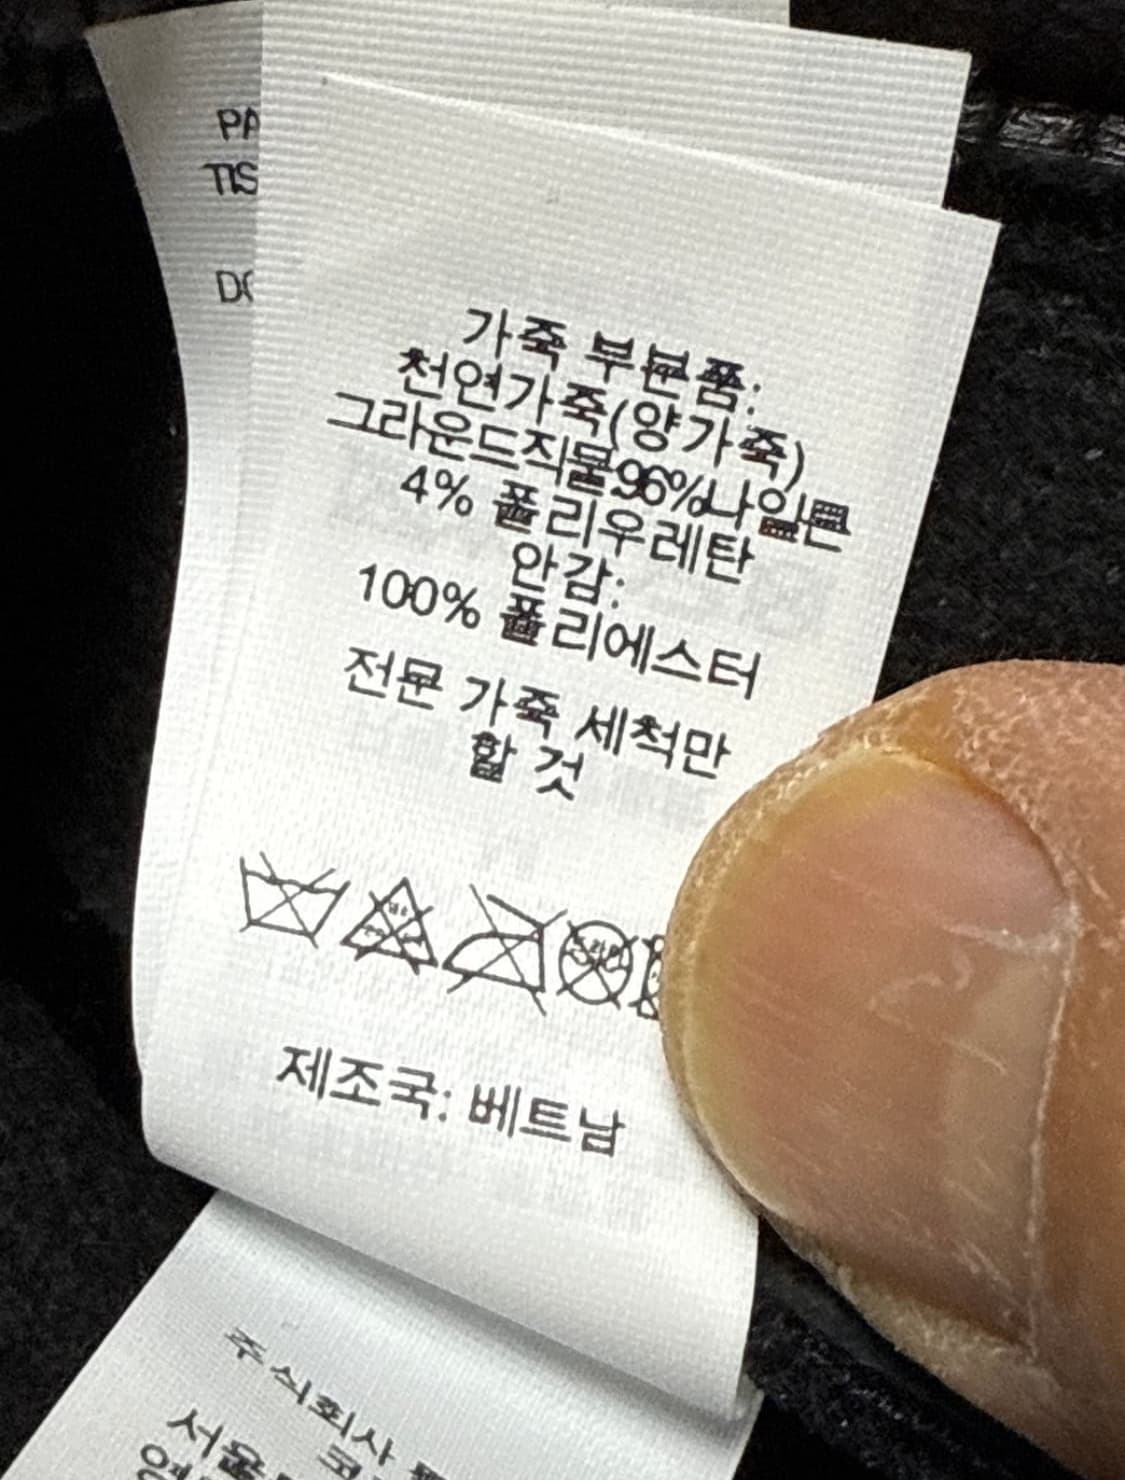 PA
TIS
가죽 부분품:
천연가죽(양가죽)
그라운드직물96%나일론
4% 폴리우레탄
안감:
100% 폴리에스터
전문 가죽 세척만
할 것
제조국: 베트남
주식회사
서울